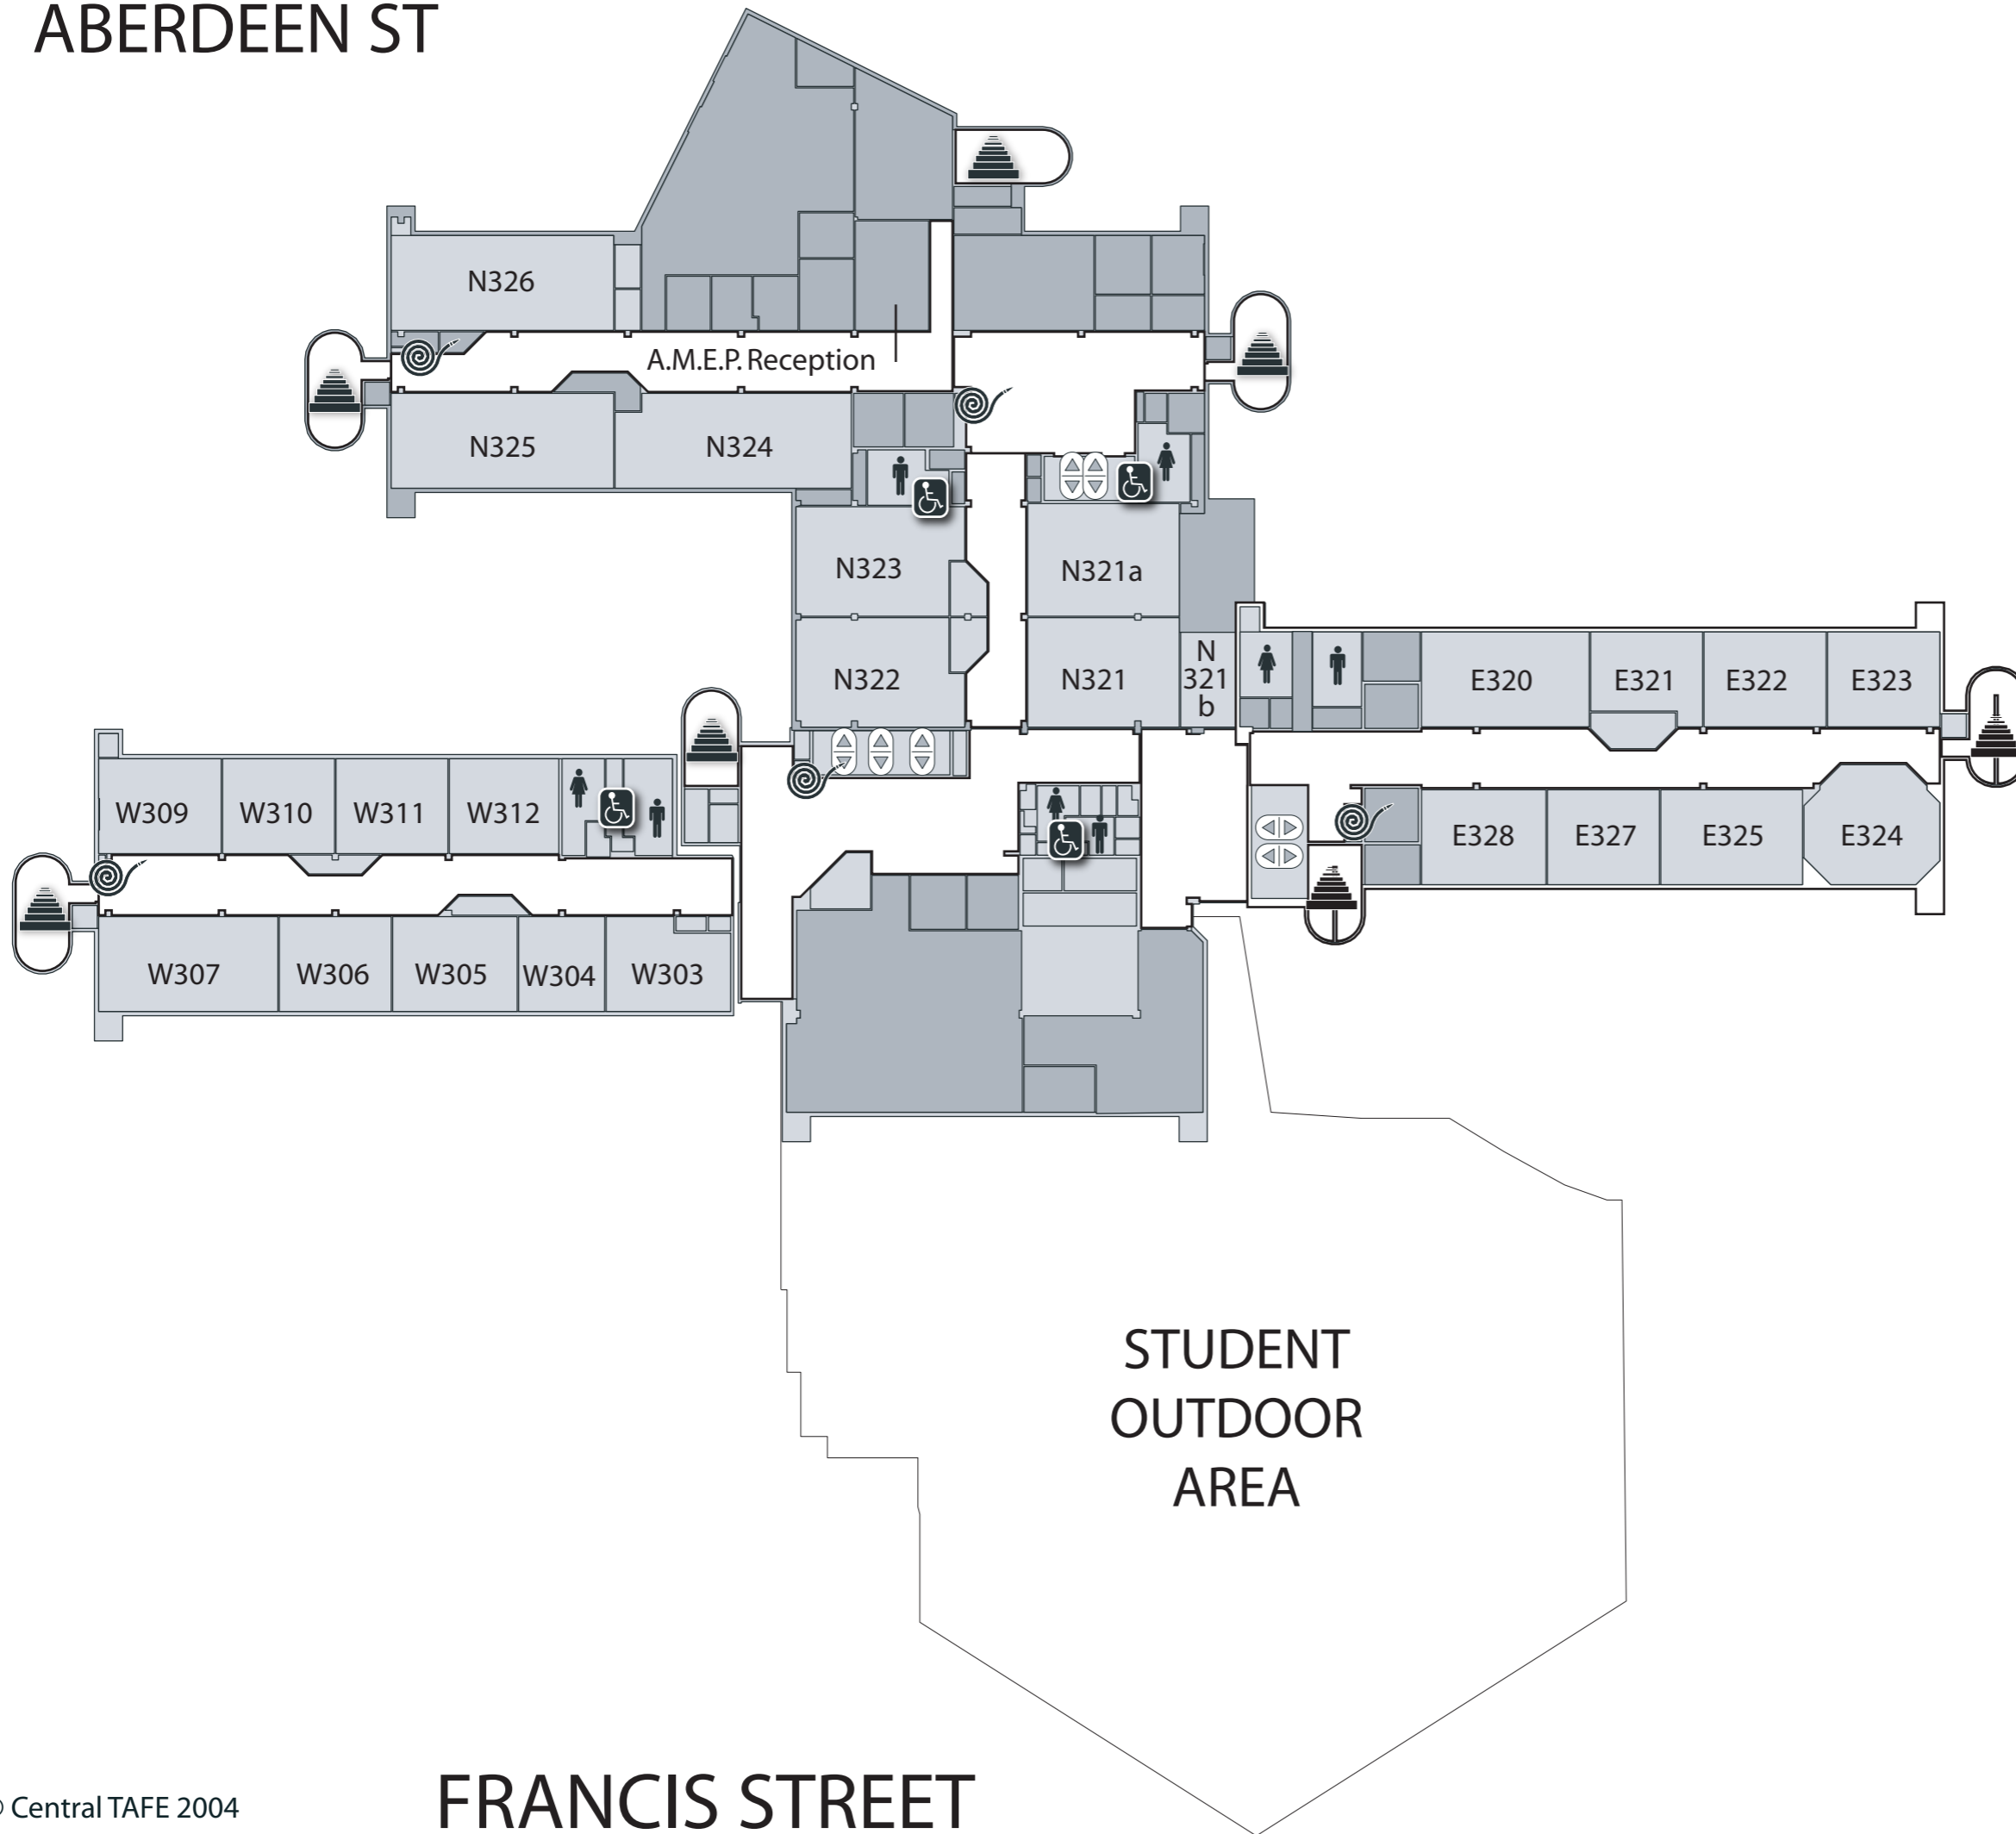 ABERDEEN ST
N326
A.M.E.P. Reception
N325
N324
N323
N321a
N322
N321
N
321
b
E320
E321
E322
E323
W309
W310
W311
W312
E328
E327
E325
E324
W307
W306
W305
W304
W303
STUDENT
OUTDOOR
AREA
FRANCIS STREET
© Central TAFE 2004